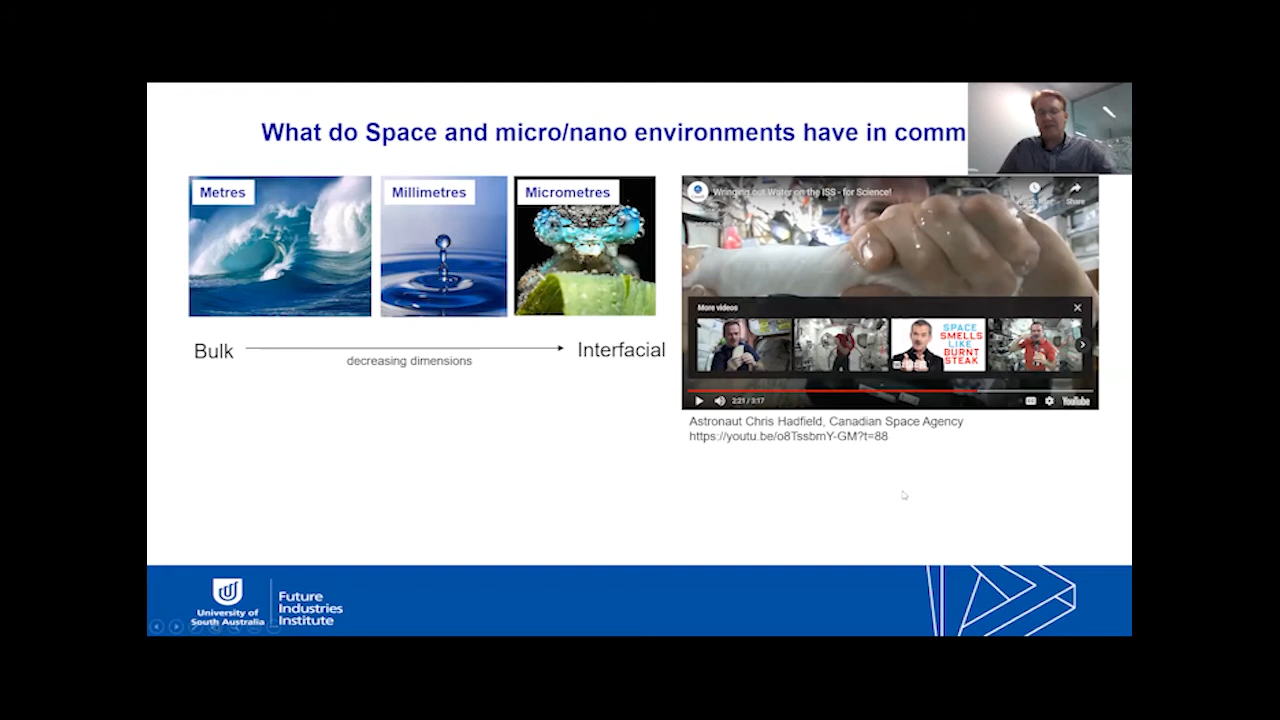 What do Space and micro/nano environments have in comm
Metres
Millimetres
Micrometres
Wringing out Water on the ISS - for Science!
Share
More videos
SPACE
SMELLS
LIKE
BURNT
STEAK
2:21 / 3:17
YouTube
Bulk
decreasing dimensions
Interfacial
Astronaut Chris Hadfield, Canadian Space Agency
https://youtu.be/o8TssbmY-GM?t=88
University of
South Australia
Future
Industries
Institute